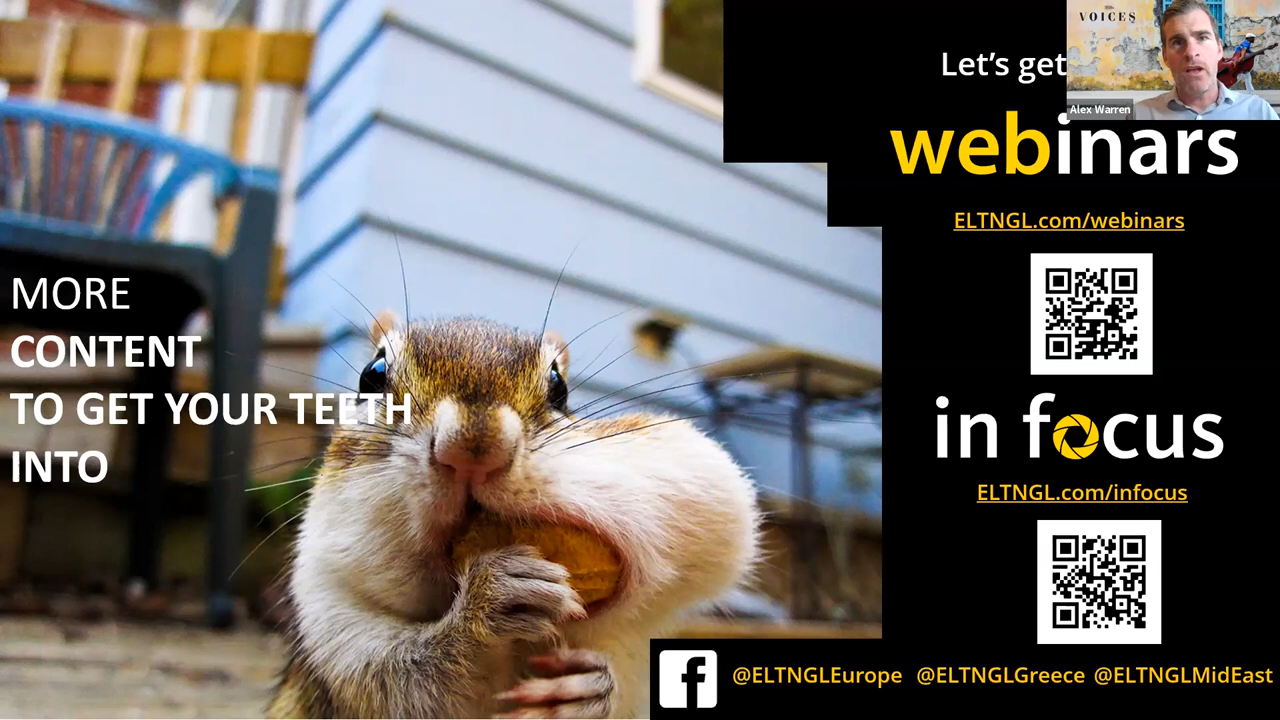 MORE
CONTENT
TO GET YOUR TEETH
INTO
Let's get
VOICES
Alex Warren
webinars
ELTNGL.com/webinars
in focus
ELTNGL.com/infocus
f
@ELTNGLEurope @ELTNGLGreece @ELTNGLMidEast